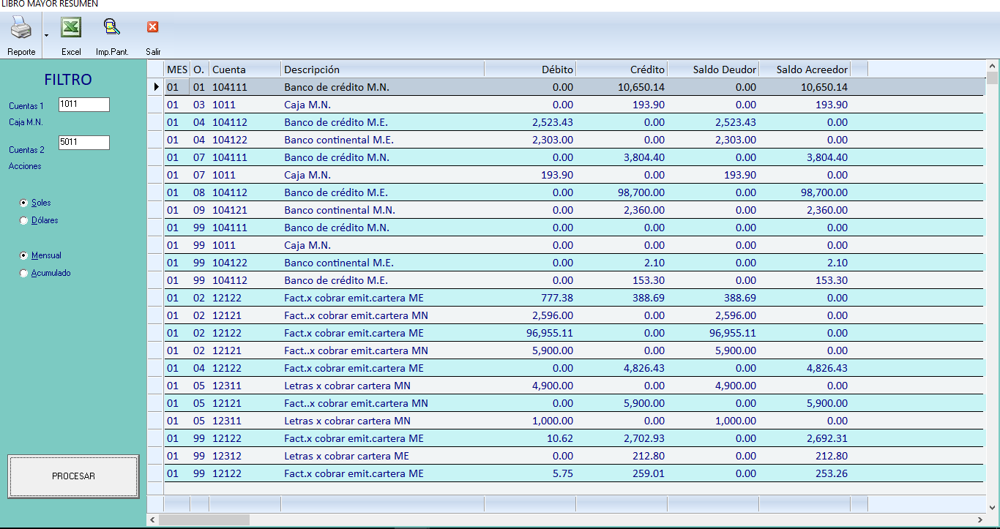 LIBRO MAYOR RESUMEN
Reporte Excel Imp.Pant. Salir
FILTRO
Cuentas 1 1011
Caja M.N.
Cuentas 2 5011
Acciones
Soles
Dólares
Mensual
Acumulado
PROCESAR
MES O. Cuenta Descripción Débito Crédito Saldo Deudor Saldo Acreedor
01 01 104111 Banco de crédito M.N. 0.00 10,650.14 0.00 10,650.14
01 03 1011 Caja M.N. 0.00 193.90 0.00 193.90
01 04 104112 Banco de crédito M.E. 2,523.43 0.00 2,523.43 0.00
01 04 104122 Banco continental M.E. 2,303.00 0.00 2,303.00 0.00
01 07 104111 Banco de crédito M.N. 0.00 3,804.40 0.00 3,804.40
01 07 1011 Caja M.N. 193.90 0.00 193.90 0.00
01 08 104112 Banco de crédito M.E. 0.00 98,700.00 0.00 98,700.00
01 09 104121 Banco continental M.N. 0.00 2,360.00 0.00 2,360.00
01 99 104111 Banco de crédito M.N. 0.00 0.00 0.00 0.00
01 99 1011 Caja M.N. 0.00 0.00 0.00 0.00
01 99 104122 Banco continental M.E. 0.00 2.10 0.00 2.10
01 99 104112 Banco de crédito M.E. 0.00 153.30 0.00 153.30
01 02 12122 Fact.x cobrar emit.cartera ME 777.38 388.69 388.69 0.00
01 02 12121 Fact..x cobrar emit.cartera MN 2,596.00 0.00 2,596.00 0.00
01 02 12122 Fact.x cobrar emit.cartera ME 96,955.11 0.00 96,955.11 0.00
01 02 12121 Fact..x cobrar emit.cartera MN 5,900.00 0.00 5,900.00 0.00
01 04 12122 Fact.x cobrar emit.cartera ME 0.00 4,826.43 0.00 4,826.43
01 05 12311 Letras x cobrar cartera MN 4,900.00 0.00 4,900.00 0.00
01 05 12121 Fact..x cobrar emit.cartera MN 0.00 5,900.00 0.00 5,900.00
01 05 12311 Letras x cobrar cartera MN 1,000.00 0.00 1,000.00 0.00
01 99 12122 Fact.x cobrar emit.cartera ME 10.62 2,702.93 0.00 2,692.31
01 99 12312 Letras x cobrar cartera ME 0.00 212.80 0.00 212.80
01 99 12122 Fact.x cobrar emit.cartera ME 5.75 259.01 0.00 253.26